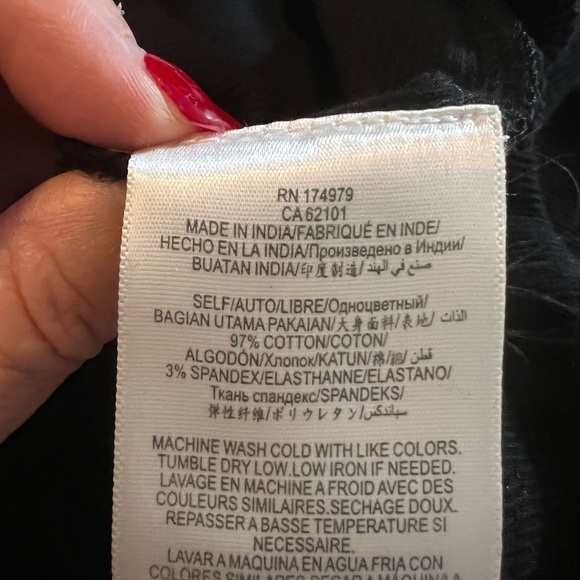 RN 174979
CA 62101
MADE IN INDIA/FABRIQUÉ EN INDE/
HECHO EN LA INDIA/Произведено в Индии/
BUATAN INDIA/印度制造/صنع في الهند/
SELF/AUTO/LIBRE/Одноцветный/
BAGIAN UTAMA PAKAIAN/大身面料/表地/الذات/
97% COTTON/COTON/
ALGODÓN/Хлопок/KATUN/棉/綿/قطن/
3% SPANDEX/ELASTHANNE/ELASTANO/
Ткань спандекс/SPANDEKS/
弹性纤维/ポリウレタン/سباندكس/
MACHINE WASH COLD WITH LIKE COLORS.
TUMBLE DRY LOW.LOW IRON IF NEEDED.
LAVAGE EN MACHINE A FROID AVEC DES
COULEURS SIMILAIRES.SECHAGE DOUX.
REPASSER A BASSE TEMPERATURE SI
NECESSAIRE.
LAVAR A MAQUINA EN AGUA FRIA CON
COLORES SIMILARES.SECAR